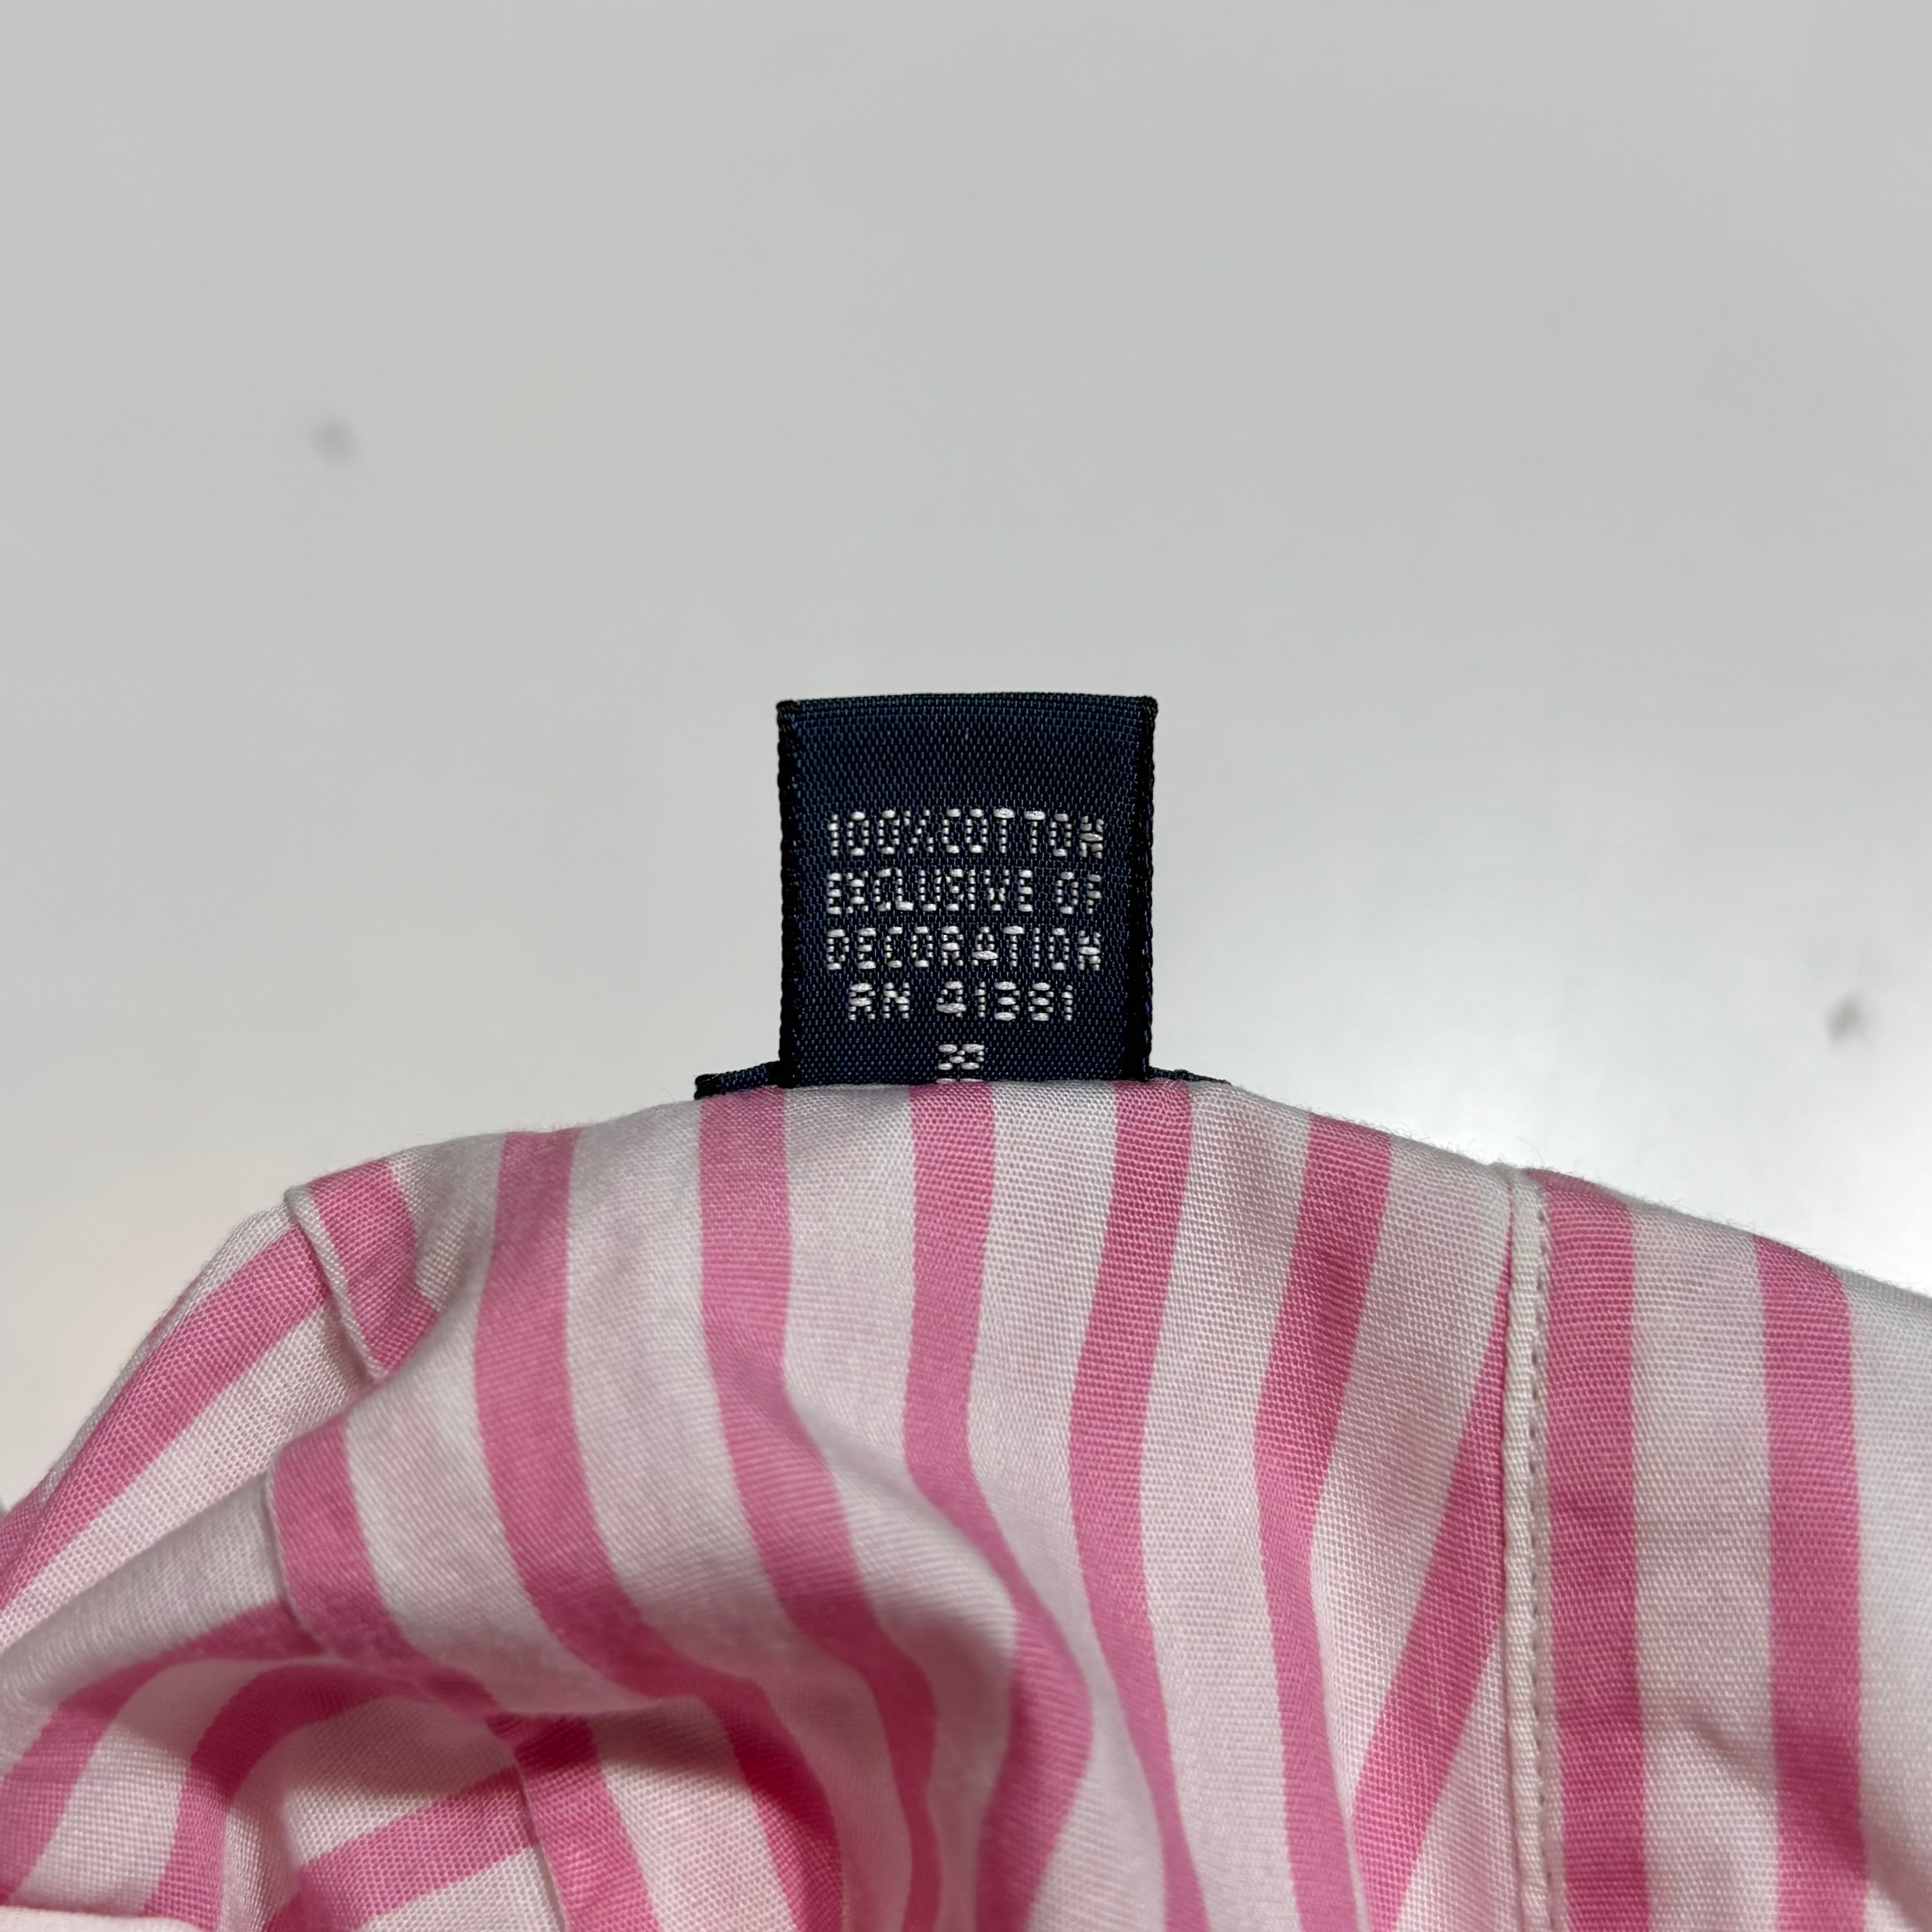 100% COTTON
EXCLUSIVE OF
DECORATION
RN 41381